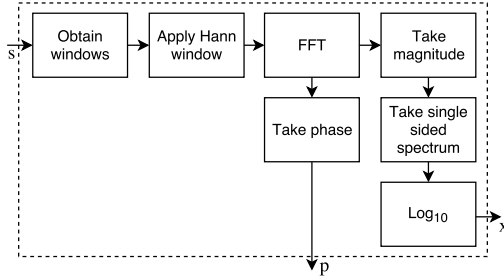 s
Obtain
windows
Apply Hann
window
FFT
Take
magnitude
Take phase
Take single
sided
spectrum
Log10
x
p